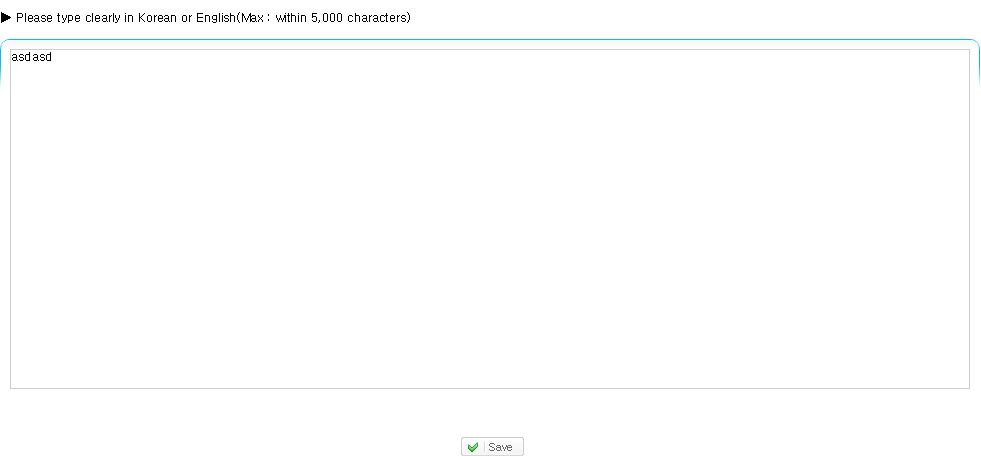 ▶ Please type clearly in Korean or English(Max : within 5,000 characters)
asdasd
Save